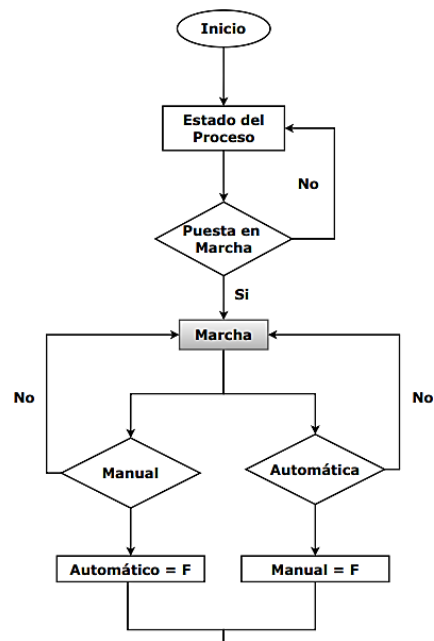 Inicio
Estado del
Proceso
No
Puesta en
Marcha
Si
Marcha
No
No
Manual
Automática
Automático = F
Manual = F